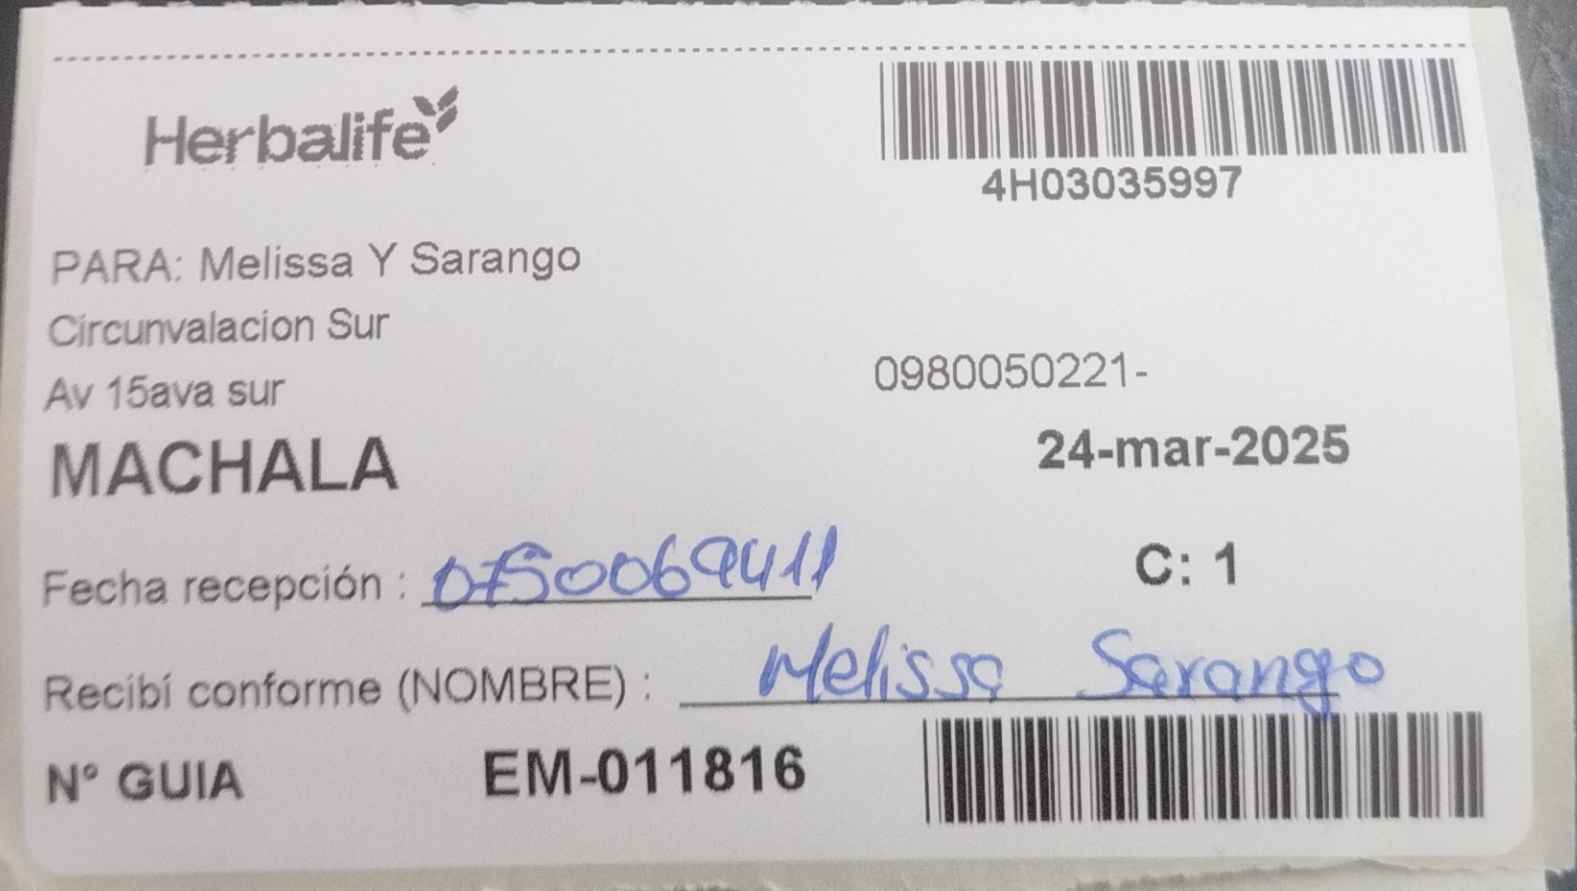 Herbalife
4H03035997
PARA: Melissa Y Sarango
Circunvalacion Sur
Av 15ava sur
0980050221-
MACHALA
24-mar-2025
Fecha recepción : 0750069411
C: 1
Recibí conforme (NOMBRE) : Melissa Sarango
N° GUIA EM-011816